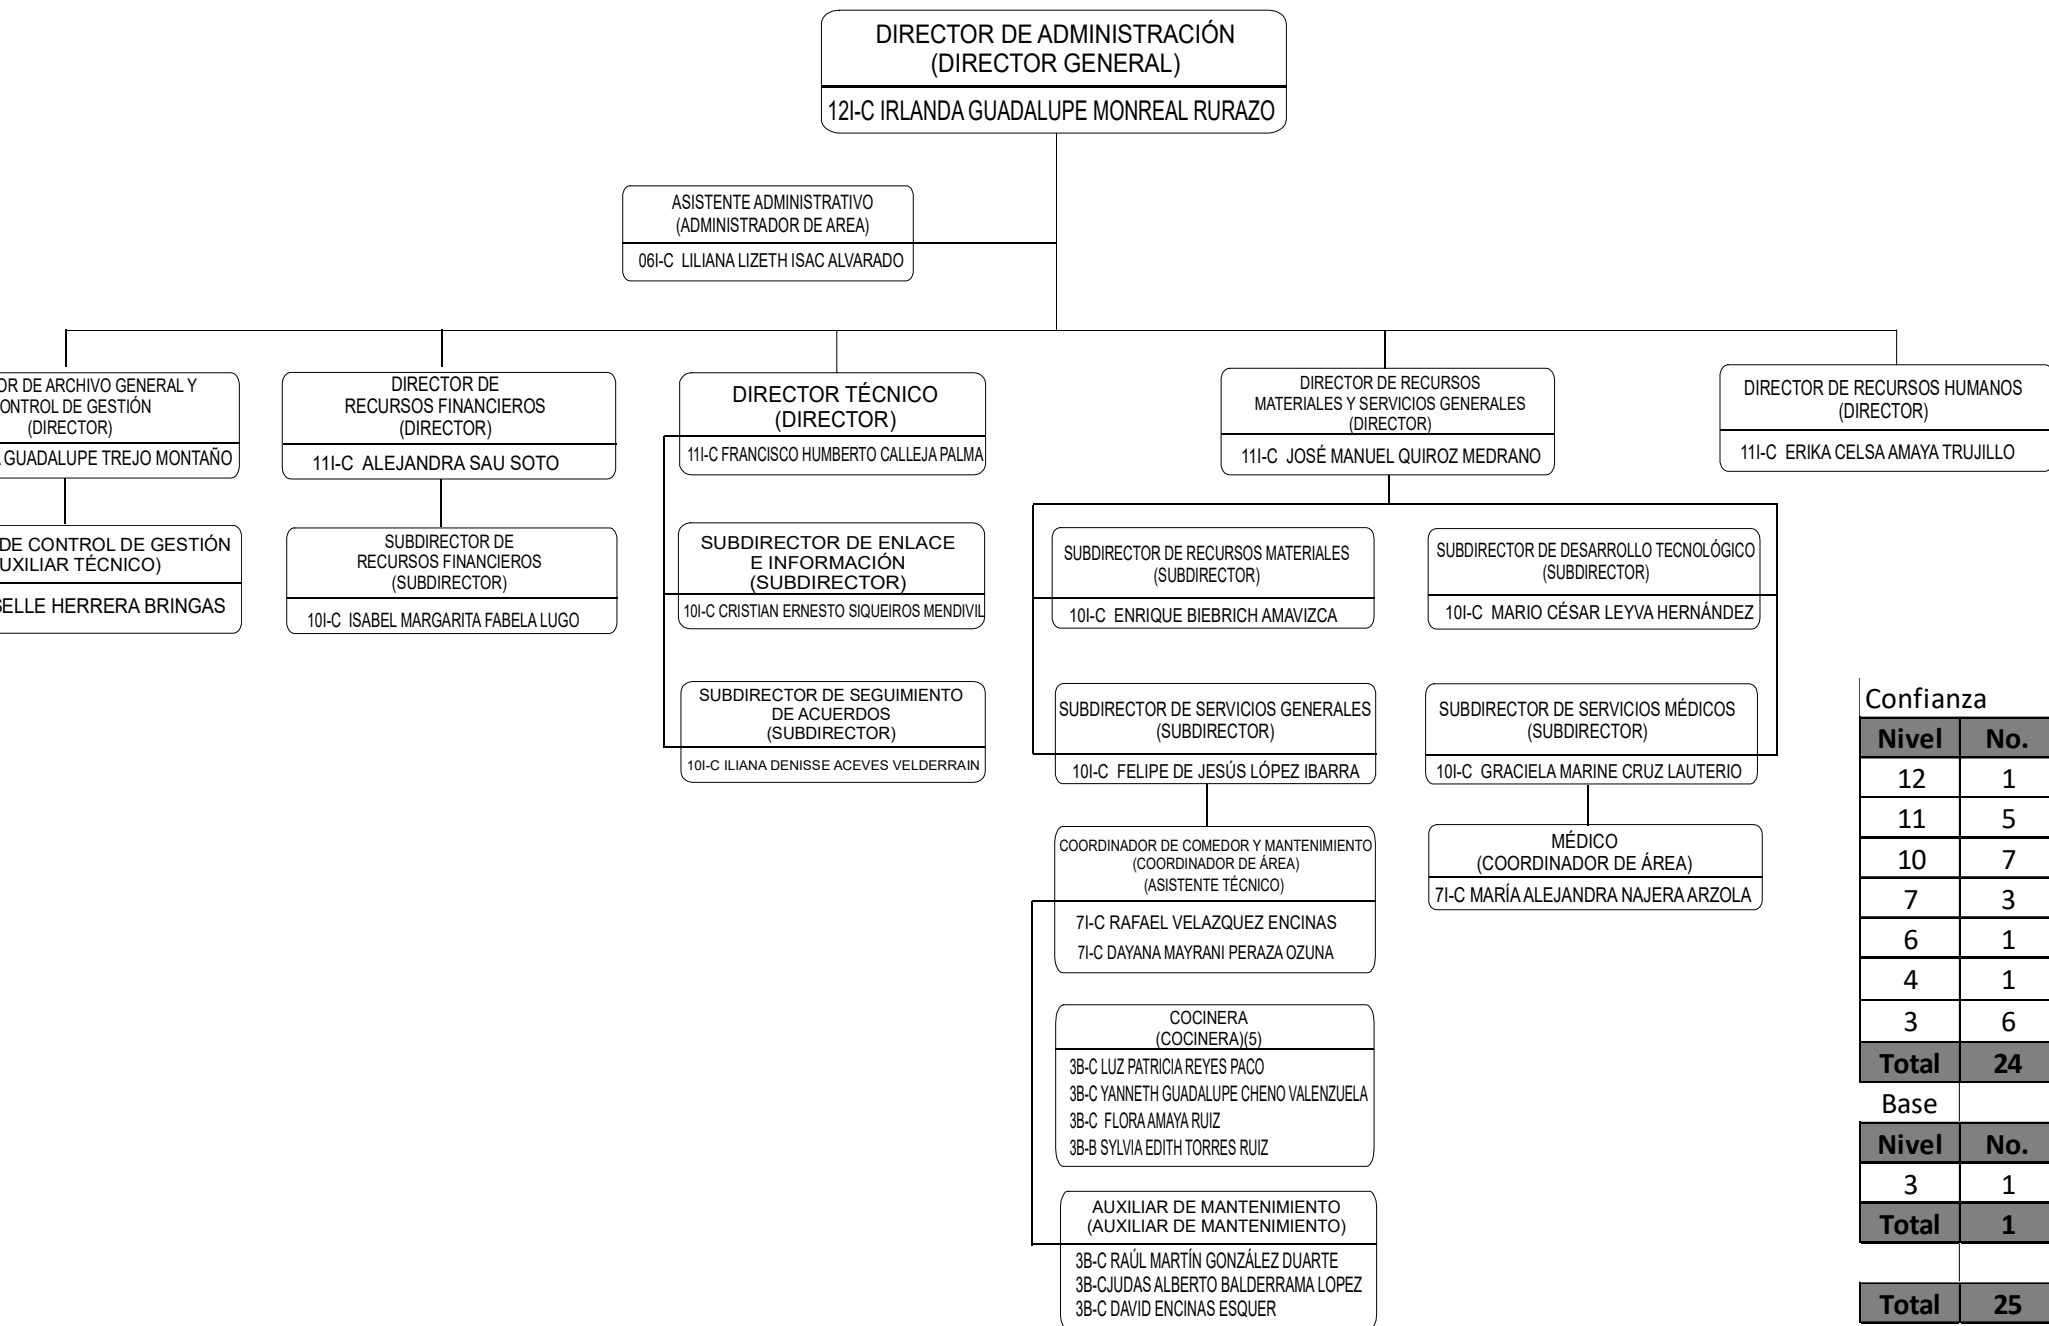 DIRECTOR DE ADMINISTRACIÓN
(DIRECTOR GENERAL)
12I-C IRLANDA GUADALUPE MONREAL RURAZO
ASISTENTE ADMINISTRATIVO
(ADMINISTRADOR DE AREA)
06I-C LILIANA LIZETH ISAC ALVARADO
OR DE ARCHIVO GENERAL Y
ONTROL DE GESTIÓN
(DIRECTOR)
GUADALUPE TREJO MONTAÑO
DE CONTROL DE GESTIÓN
UXILIAR TÉCNICO)
SELLE HERRERA BRINGAS
DIRECTOR DE
RECURSOS FINANCIEROS
(DIRECTOR)
11I-C ALEJANDRA SAU SOTO
SUBDIRECTOR DE
RECURSOS FINANCIEROS
(SUBDIRECTOR)
10I-C ISABEL MARGARITA FABELA LUGO
DIRECTOR TÉCNICO
(DIRECTOR)
11I-C FRANCISCO HUMBERTO CALLEJA PALMA
SUBDIRECTOR DE ENLACE
E INFORMACIÓN
(SUBDIRECTOR)
10I-C CRISTIAN ERNESTO SIQUEIROS MENDIVIL
SUBDIRECTOR DE SEGUIMIENTO
DE ACUERDOS
(SUBDIRECTOR)
10I-C ILIANA DENISSE ACEVES VELDERRAIN
DIRECTOR DE RECURSOS
MATERIALES Y SERVICIOS GENERALES
(DIRECTOR)
11I-C JOSÉ MANUEL QUIROZ MEDRANO
SUBDIRECTOR DE RECURSOS MATERIALES
(SUBDIRECTOR)
10I-C ENRIQUE BIEBRICH AMAVIZCA
SUBDIRECTOR DE SERVICIOS GENERALES
(SUBDIRECTOR)
10I-C FELIPE DE JESÚS LÓPEZ IBARRA
COORDINADOR DE COMEDOR Y MANTENIMIENTO
(COORDINADOR DE ÁREA)
(ASISTENTE TÉCNICO)
7I-C RAFAEL VELAZQUEZ ENCINAS
7I-C DAYANA MAYRANI PERAZA OZUNA
COCINERA
(COCINERA)(5)
3B-C LUZ PATRICIA REYES PACO
3B-C YANNETH GUADALUPE CHENO VALENZUELA
3B-C FLORA AMAYA RUIZ
3B-B SYLVIA EDITH TORRES RUIZ
AUXILIAR DE MANTENIMIENTO
(AUXILIAR DE MANTENIMIENTO)
3B-C RAÚL MARTÍN GONZÁLEZ DUARTE
3B-CJUDAS ALBERTO BALDERRAMA LOPEZ
3B-C DAVID ENCINAS ESQUER
SUBDIRECTOR DE DESARROLLO TECNOLÓGICO
(SUBDIRECTOR)
10I-C MARIO CÉSAR LEYVA HERNÁNDEZ
SUBDIRECTOR DE SERVICIOS MÉDICOS
(SUBDIRECTOR)
10I-C GRACIELA MARINE CRUZ LAUTERIO
MÉDICO
(COORDINADOR DE ÁREA)
7I-C MARÍA ALEJANDRA NAJERA ARZOLA
DIRECTOR DE RECURSOS HUMANOS
(DIRECTOR)
11I-C ERIKA CELSA AMAYA TRUJILLO
Confianza
Nivel No.
12 1
11 5
10 7
7 3
6 1
4 1
3 6
Total 24
Base
Nivel No.
3 1
Total 1
Total 25